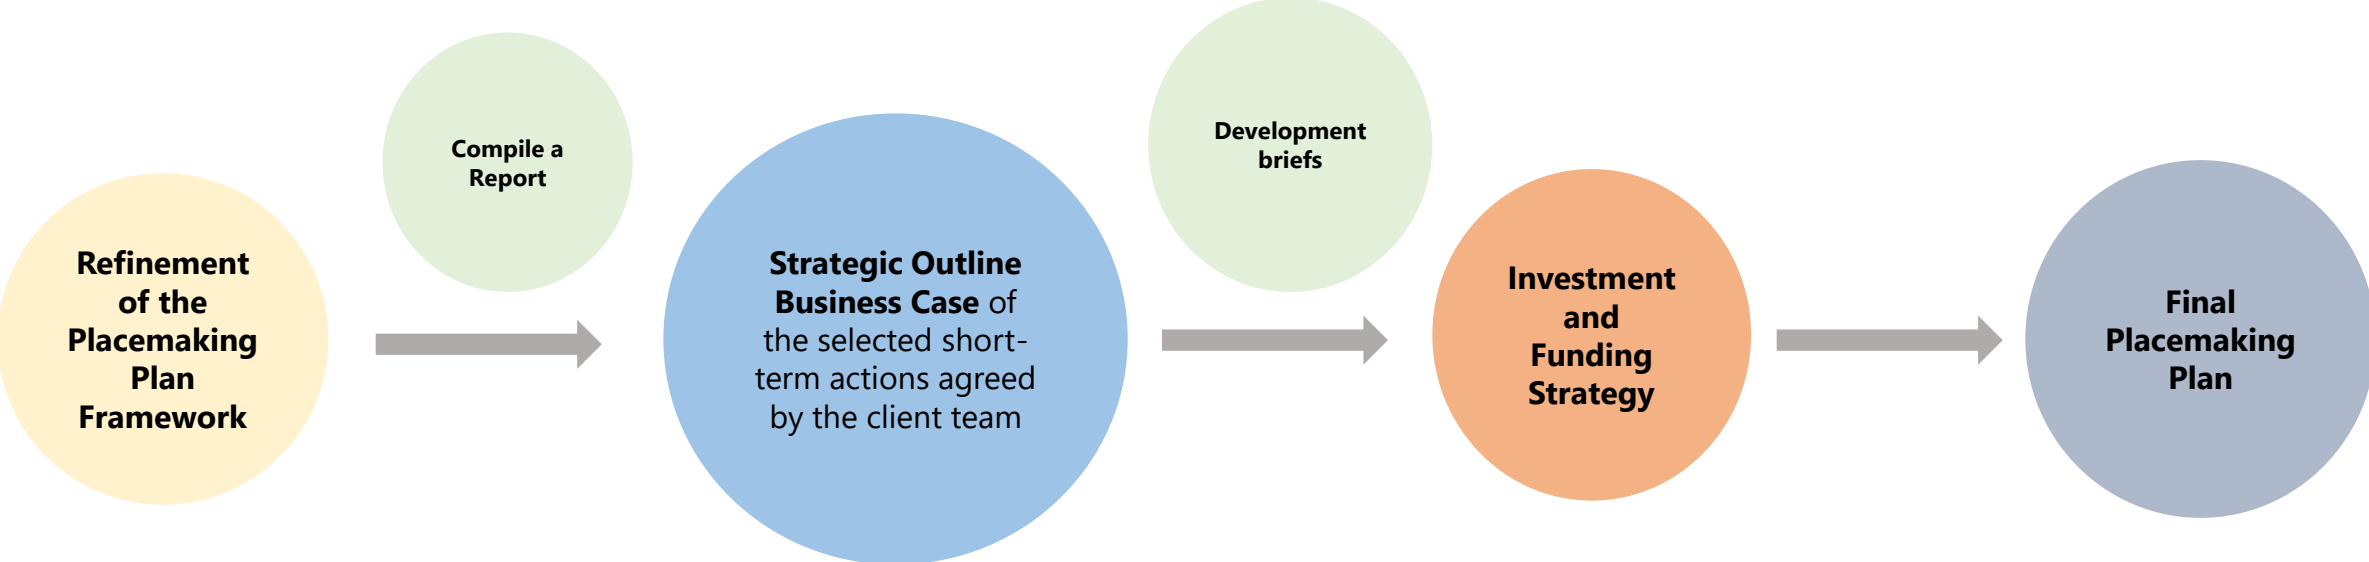 Refinement
of the
Placemaking
Plan
Framework
Compile a
Report
Strategic Outline
Business Case of
the selected short-
term actions agreed
by the client team
Development
briefs
Investment
and
Funding
Strategy
Final
Placemaking
Plan